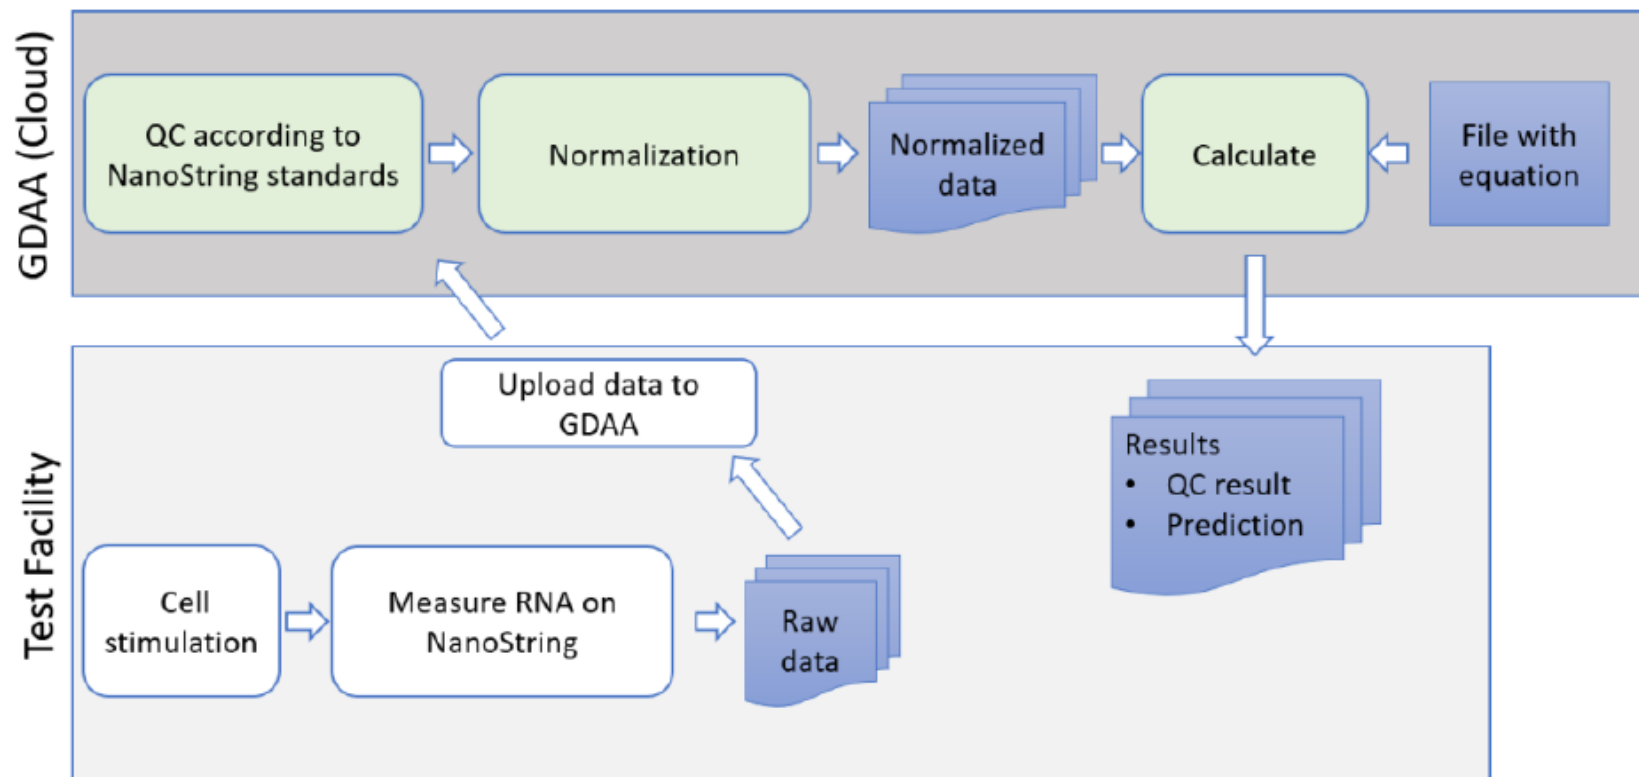 GDAA (Cloud)
QC according to
NanoString standards
Normalization
Normalized
data
Calculate
File with
equation
Test Facility
Upload data to
GDAA
Results
• QC result
• Prediction
Cell
stimulation
Measure RNA on
NanoString
Raw
data